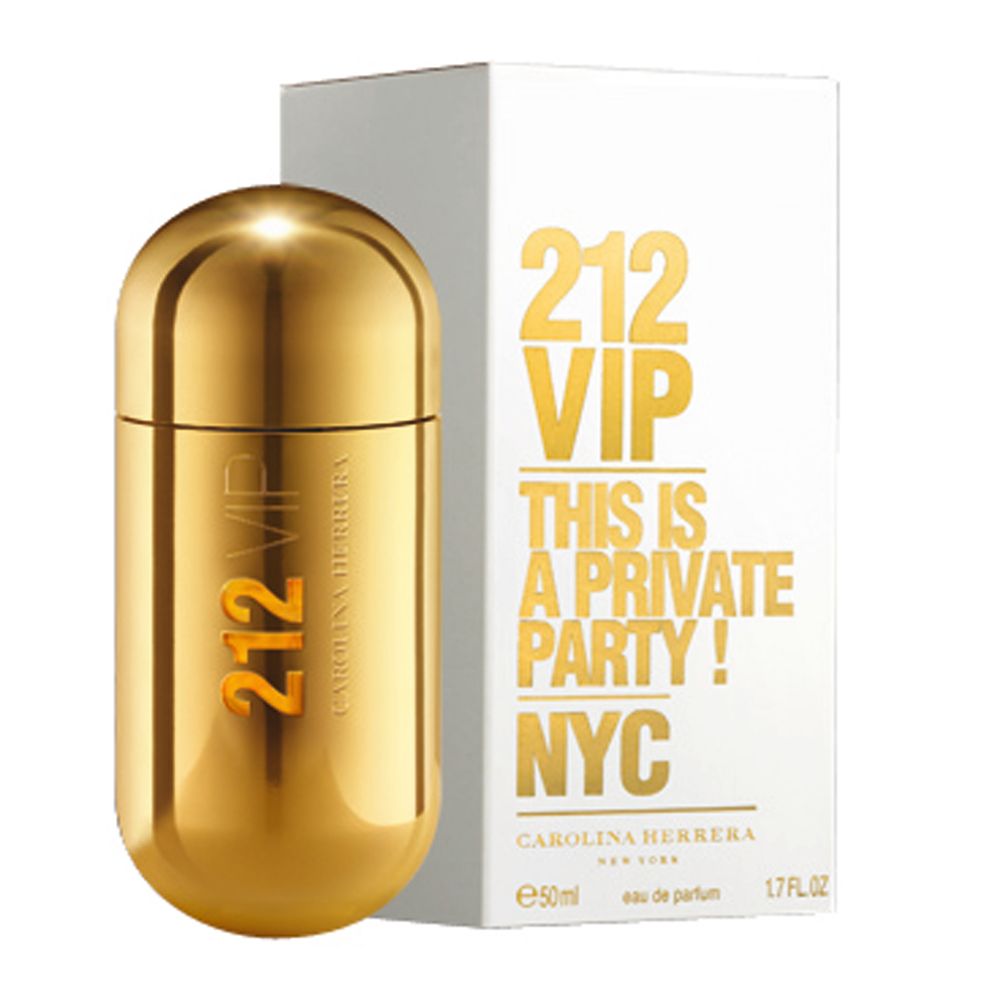 212 VIP
CAROLINA HERRERA
212
VIP
THIS IS
A PRIVATE
PARTY !
NYC
CAROLINA HERRERA
NEW YORK
℮50ml eau de parfum 1.7 FL.OZ